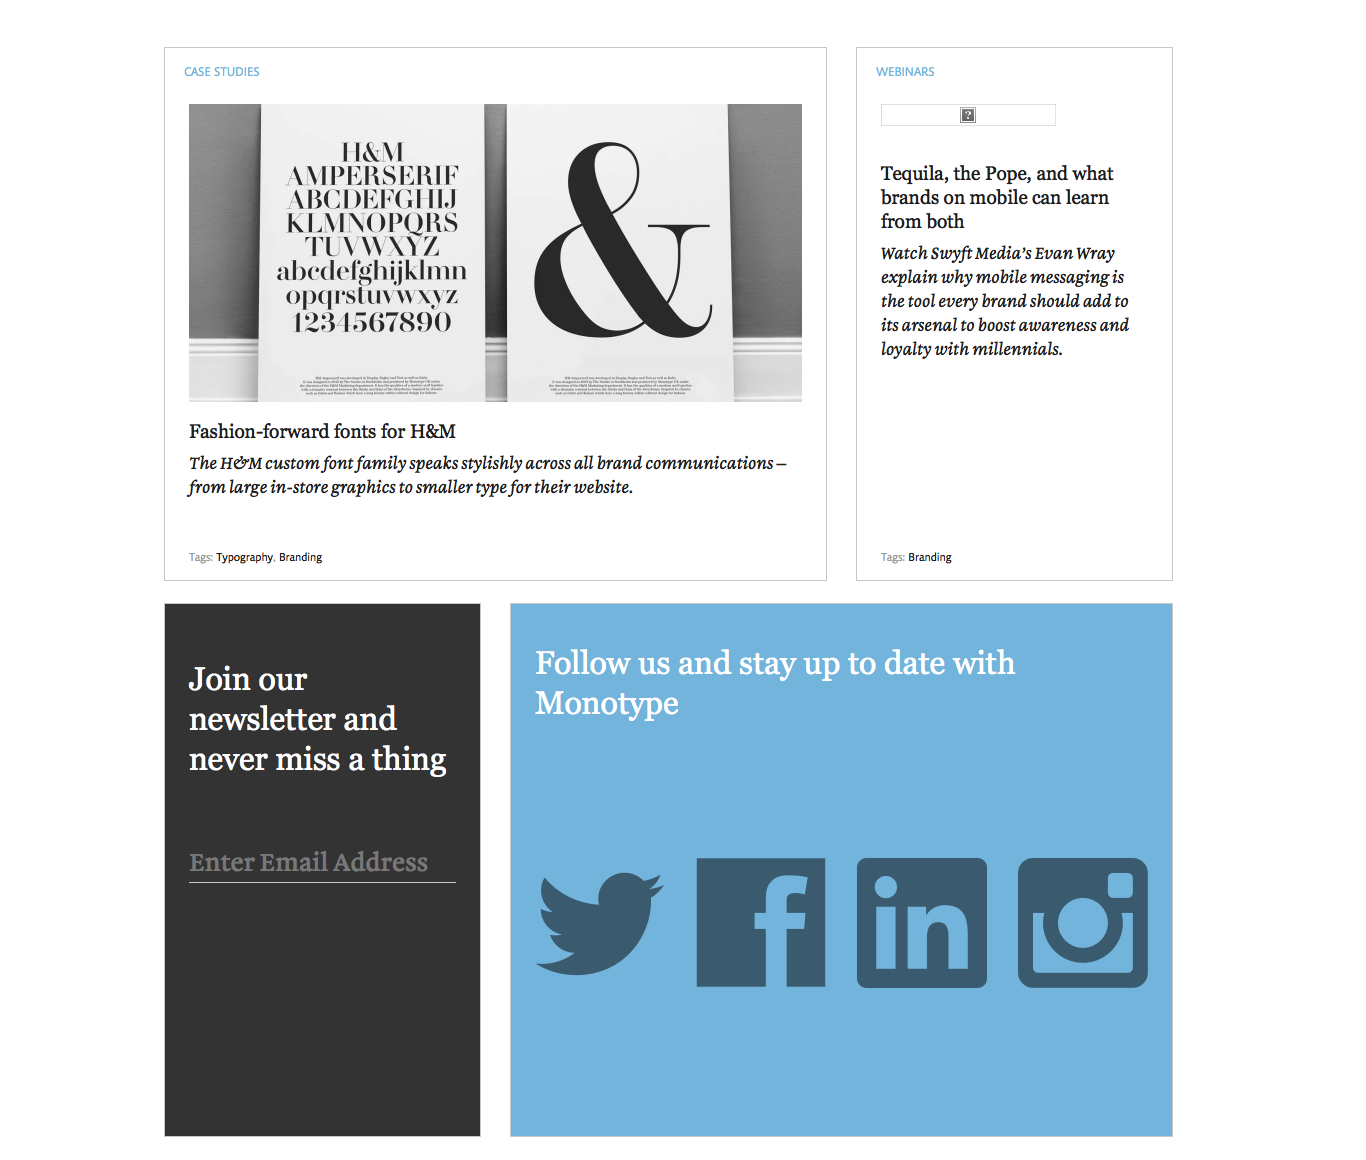 CASE STUDIES
H&M
AMPERSERIF
ABCDEFGHIJ
KLMNOPQRS
TUVWXYZ
abcdefghijklmn
opqrstuvwxyz
1234567890
&
Fashion-forward fonts for H&M
The H&M custom font family speaks stylishly across all brand communications –
from large in-store graphics to smaller type for their website.
Tags: Typography, Branding
WEBINARS
?
Tequila, the Pope, and what
brands on mobile can learn
from both
Watch Swyft Media’s Evan Wray
explain why mobile messaging is
the tool every brand should add to
its arsenal to boost awareness and
loyalty with millennials.
Tags: Branding
Join our
newsletter and
never miss a thing
Enter Email Address
Follow us and stay up to date with
Monotype
f
in